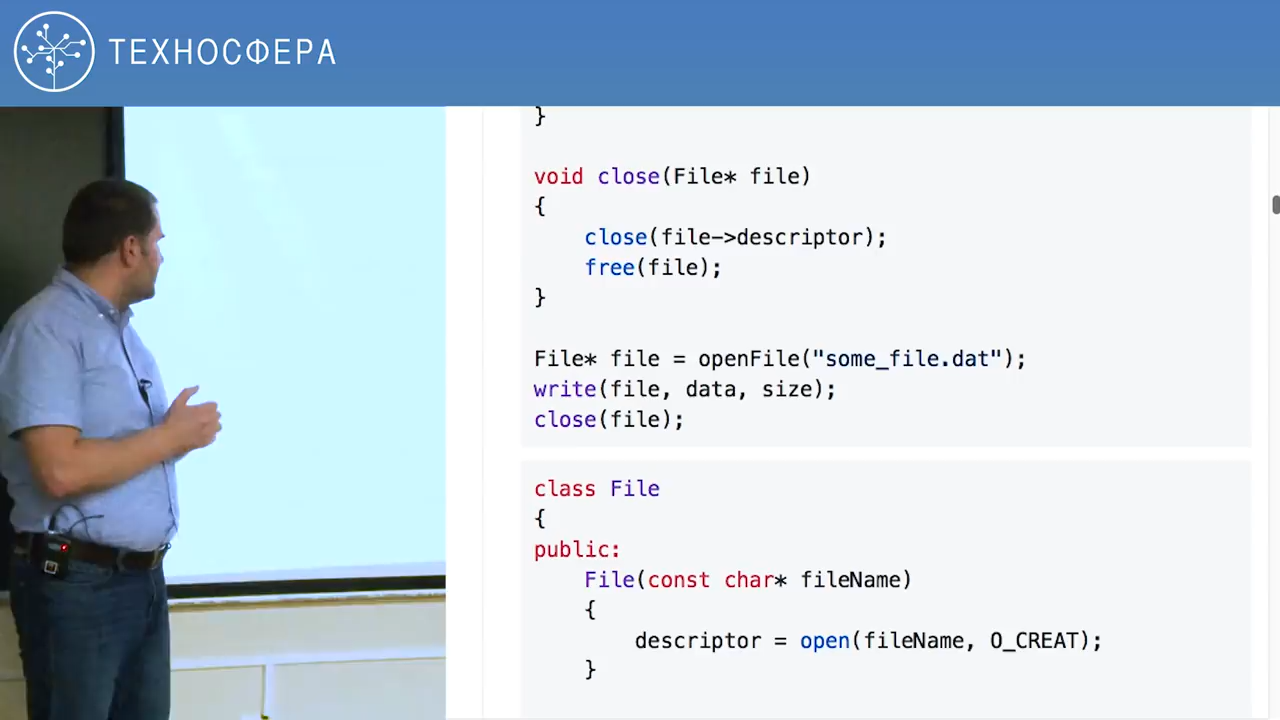 ТЕХНОСФЕРА
}
void close(File* file)
{
    close(file->descriptor);
    free(file);
}
File* file = openFile("some_file.dat");
write(file, data, size);
close(file);
class File
{
public:
    File(const char* fileName)
    {
        descriptor = open(fileName, O_CREAT);
    }